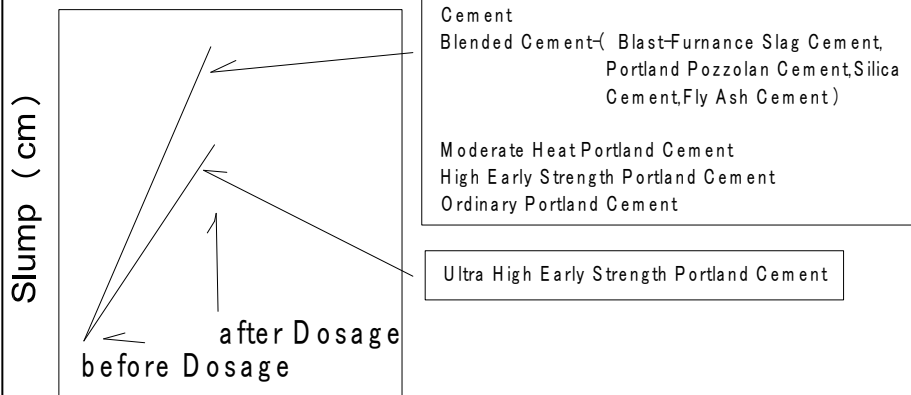 Slump (cm)
Cement
Blended Cement-( Blast-Furnance Slag Cement,
Portland Pozzolan Cement,Silica
Cement,Fly Ash Cement)
Moderate Heat Portland Cement
High Early Strength Portland Cement
Ordinary Portland Cement
Ultra High Early Strength Portland Cement
after Dosage
before Dosage